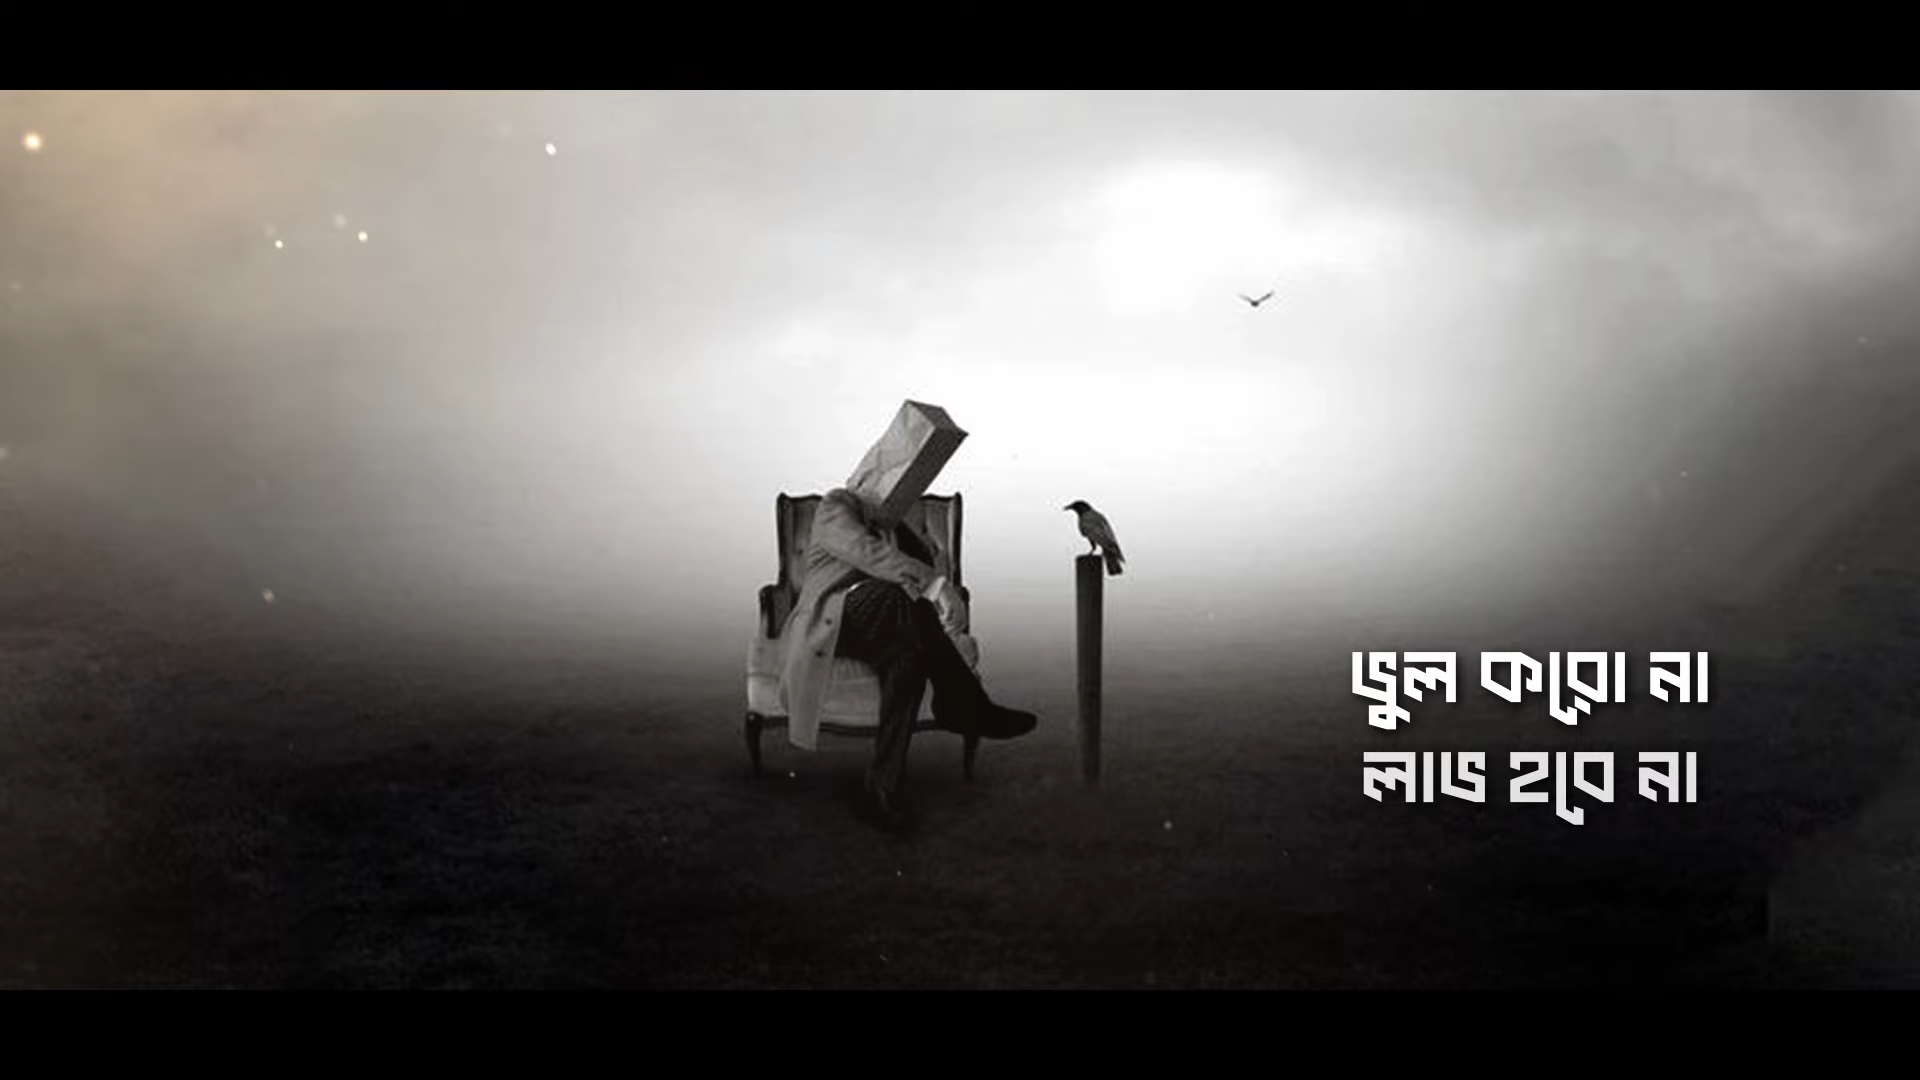 ভুল করো না
লাভ হবে না